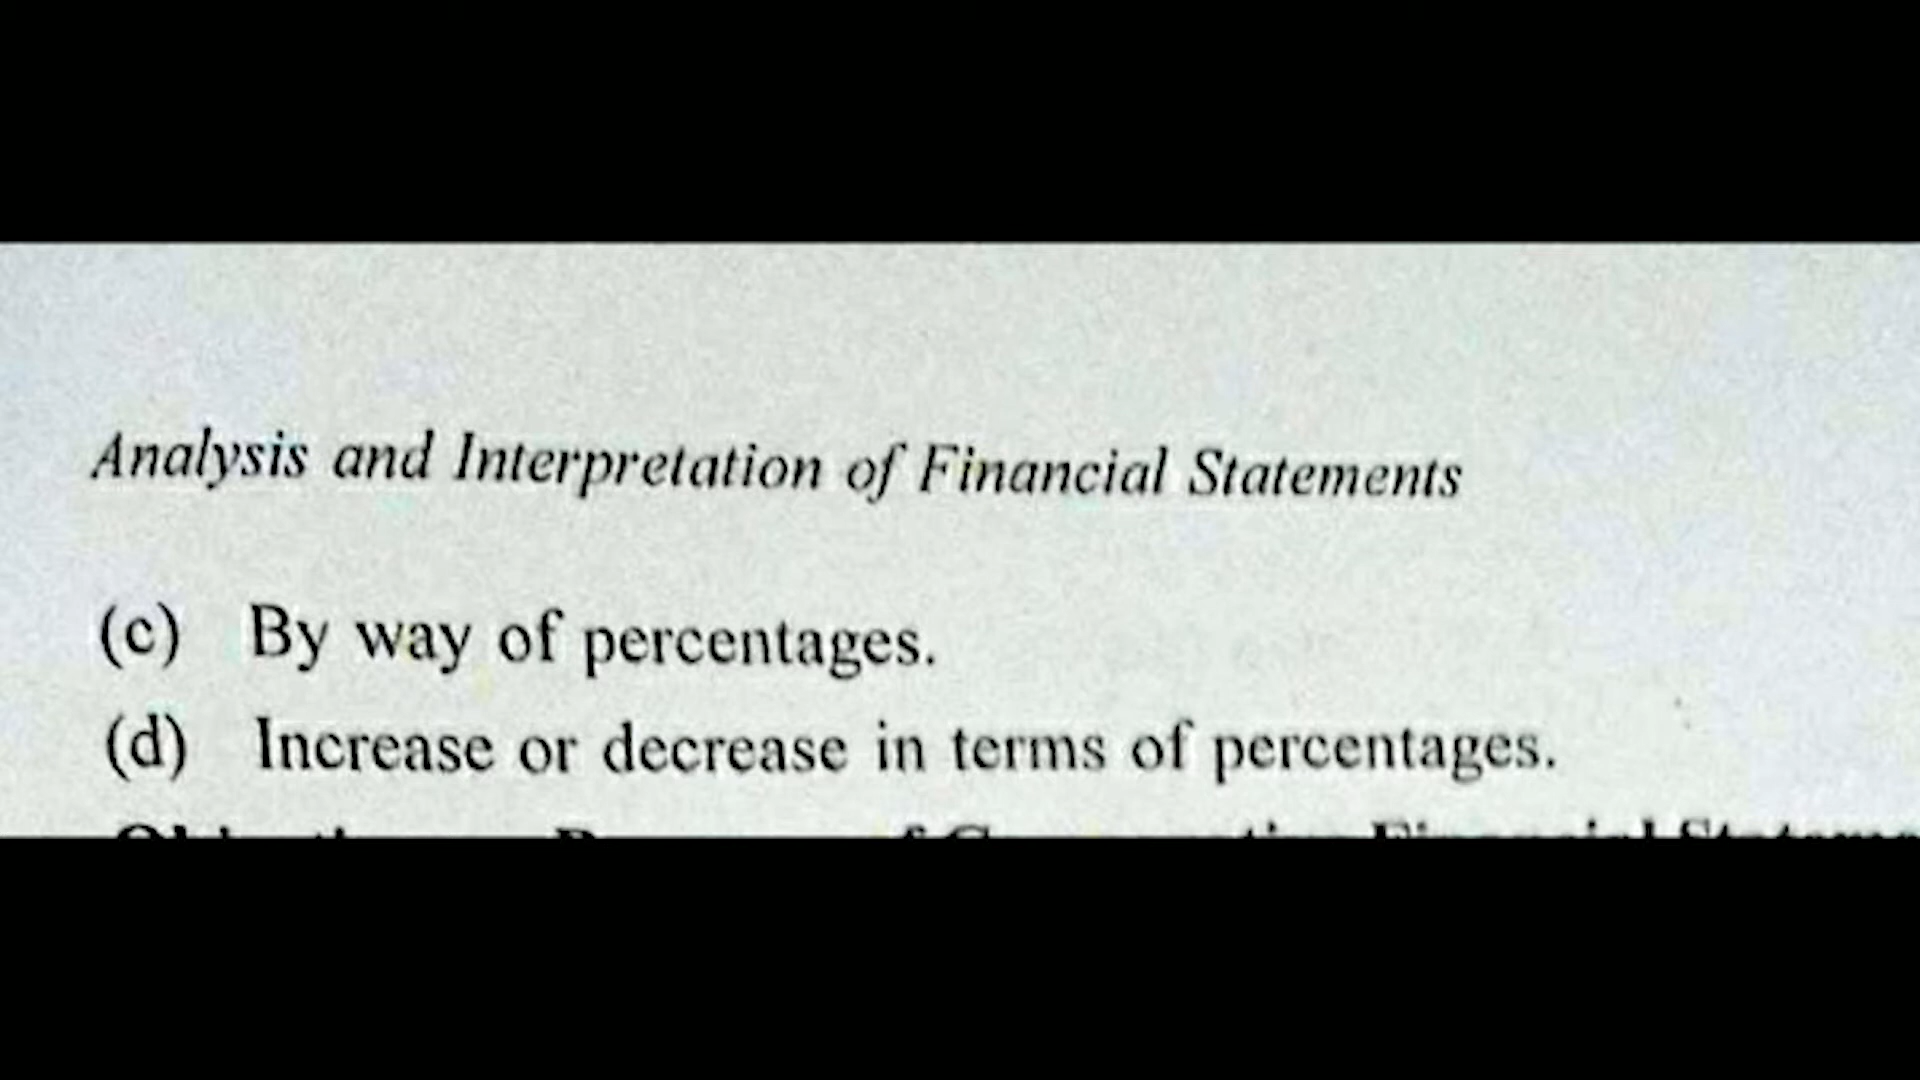 Analysis and Interpretation of Financial Statements
(c) By way of percentages.
(d) Increase or decrease in terms of percentages.